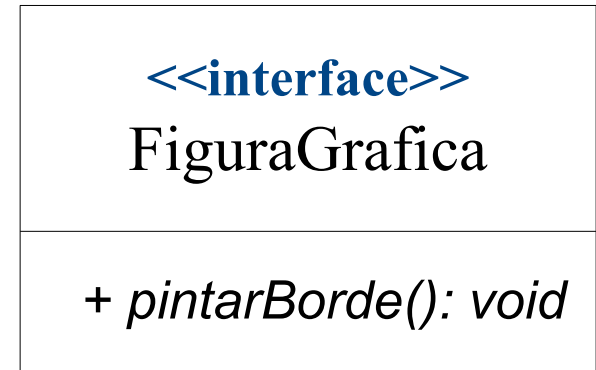 <<interface>>
FiguraGrafica
+ pintarBorde(): void